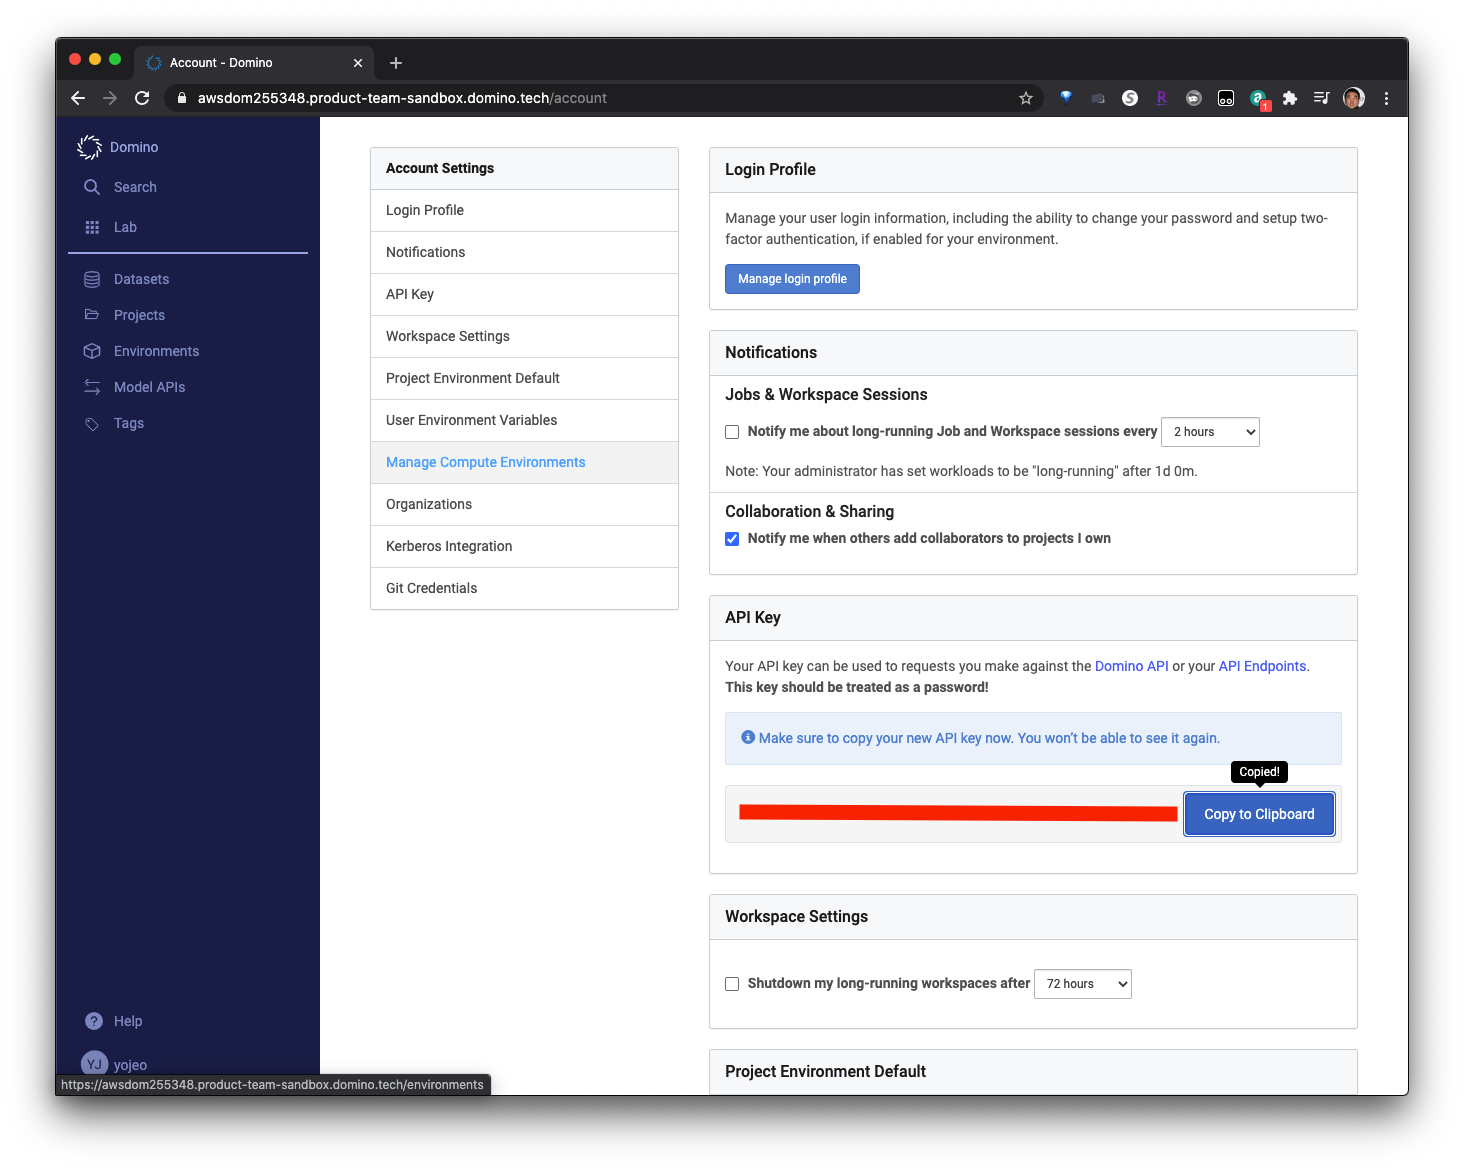 Account - Domino
awsdom255348.product-team-sandbox.domino.tech/account
1
Domino
Search
Lab
Datasets
Projects
Environments
Model APIs
Tags
Help
YJ yojeo
https://awsdom255348.product-team-sandbox.domino.tech/environments
Account Settings
Login Profile
Notifications
API Key
Workspace Settings
Project Environment Default
User Environment Variables
Manage Compute Environments
Organizations
Kerberos Integration
Git Credentials
Login Profile
Manage your user login information, including the ability to change your password and setup two-
factor authentication, if enabled for your environment.
Manage login profile
Notifications
Jobs & Workspace Sessions
Notify me about long-running Job and Workspace sessions every 2 hours
Note: Your administrator has set workloads to be "long-running" after 1d 0m.
Collaboration & Sharing
Notify me when others add collaborators to projects I own
API Key
Your API key can be used to requests you make against the Domino API or your API Endpoints.
This key should be treated as a password!
Make sure to copy your new API key now. You won't be able to see it again.
Copied!
Copy to Clipboard
Workspace Settings
Shutdown my long-running workspaces after 72 hours
Project Environment Default